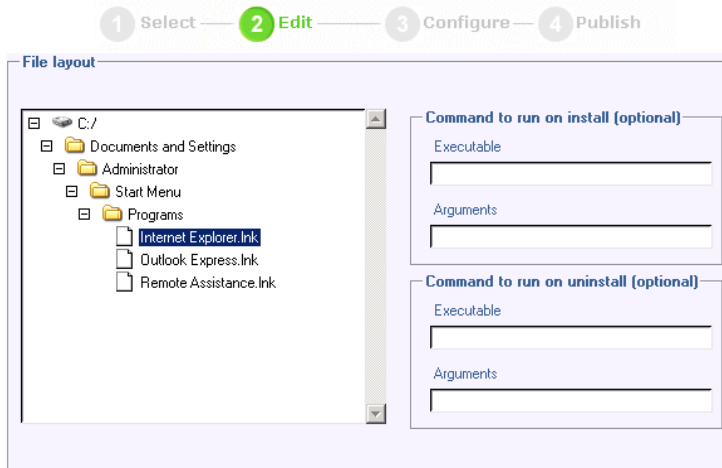 1 Select 2 Edit 3 Configure 4 Publish
File layout
C:/
Documents and Settings
Administrator
Start Menu
Programs
Internet Explorer.lnk
Outlook Express.lnk
Remote Assistance.lnk
Command to run on install (optional)
Executable
Arguments
Command to run on uninstall (optional)
Executable
Arguments